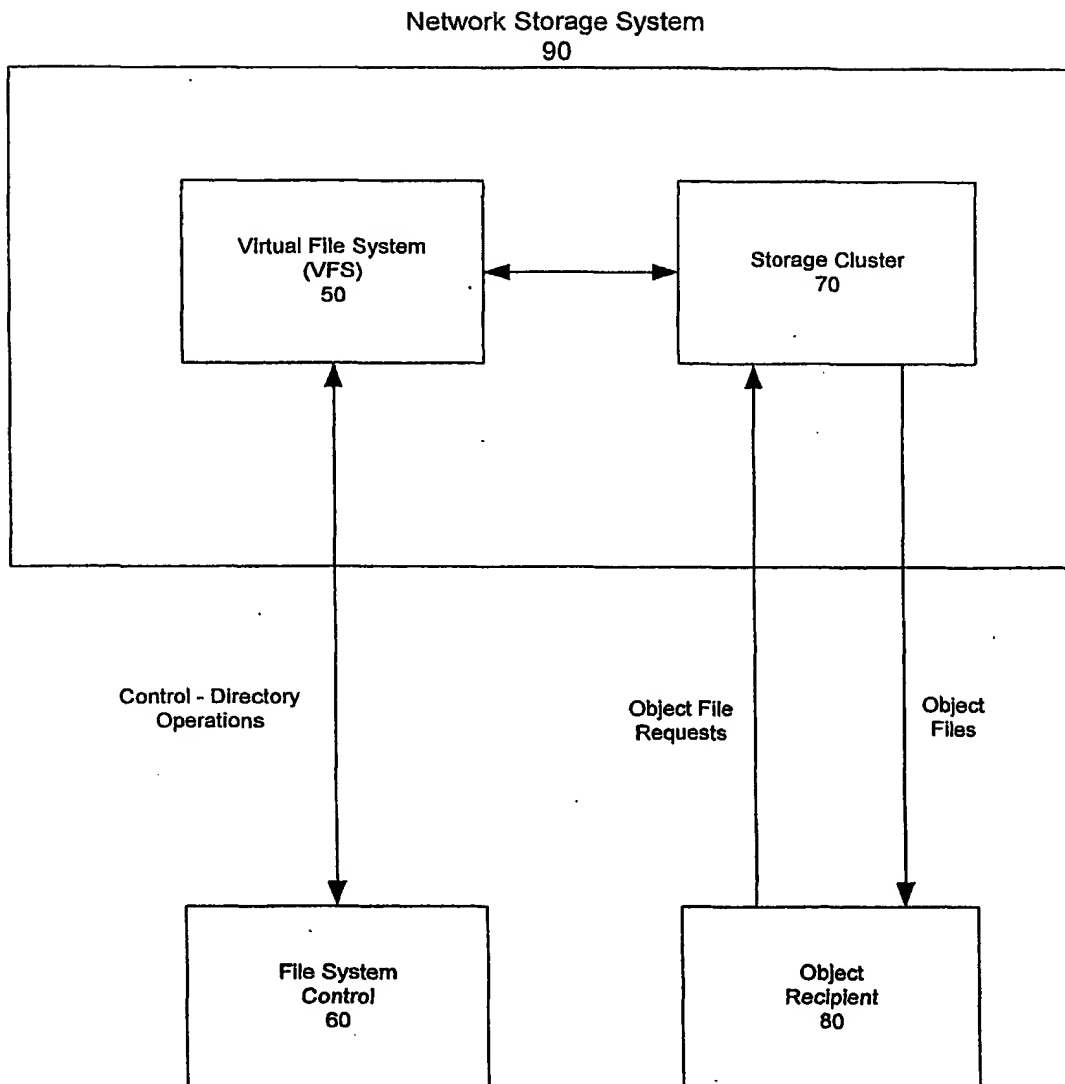 Network Storage System
90
Virtual File System
(VFS)
50
Storage Cluster
70
Control - Directory
Operations
Object File
Requests
Object
Files
File System
Control
60
Object
Recipient
80